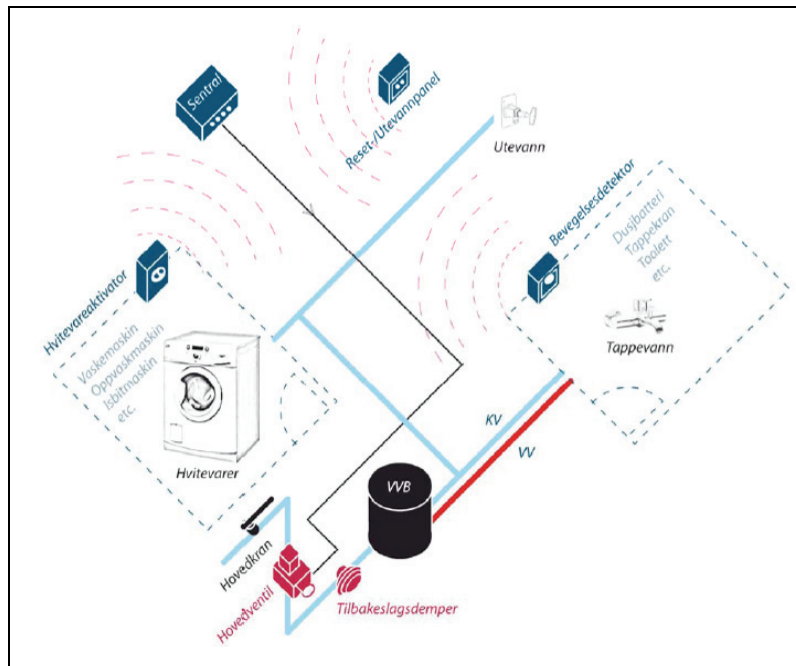 Sentral
Reset-/Utevannpanel
Utevann
Bevegelsesdetektor
Dusjbatteri
Tappekran
Toalett
etc.
Tappevann
Hvitevareaktivator
Vaskemaskin
Oppvaskmaskin
Isbitmaskin
etc.
Hvitevarer
KV
VV
VVB
Hovedkran
Hovedventil
Tilbakeslagsdemper